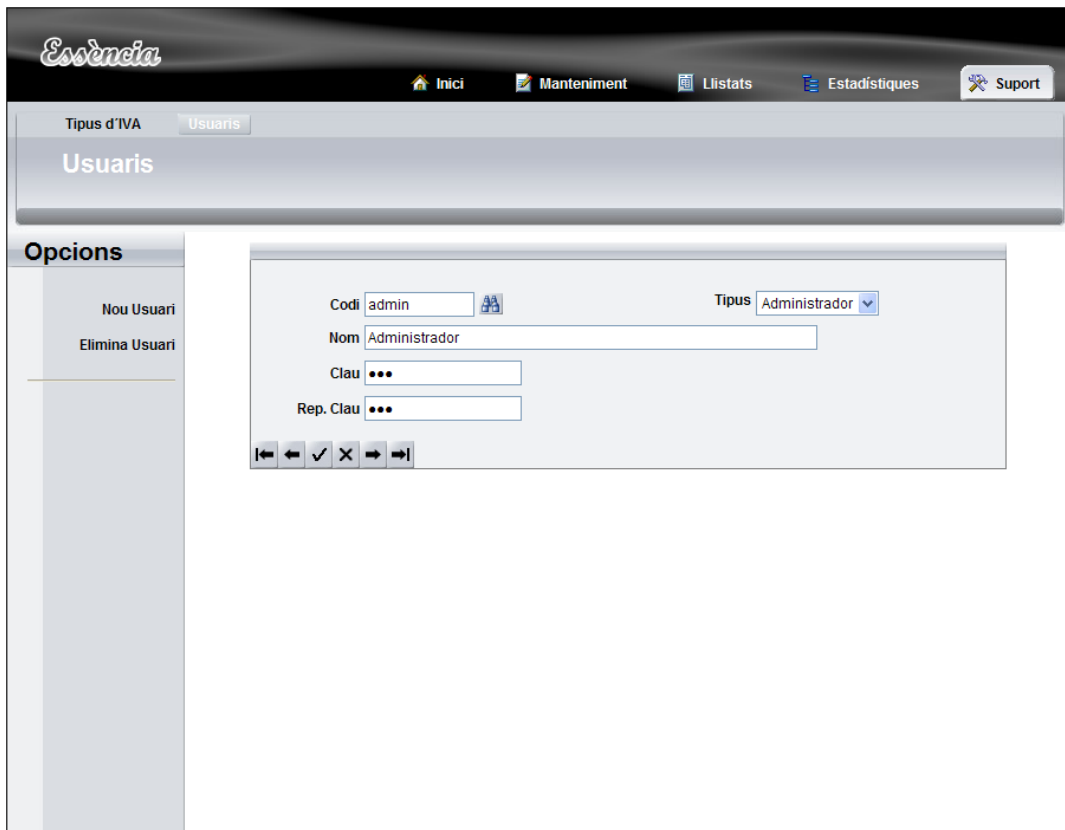 Essència
Inici Manteniment Llistats Estadístiques Suport
Tipus d´IVA Usuaris
Usuaris
Opcions
Nou Usuari
Elimina Usuari
Codi admin Tipus Administrador
Nom Administrador
Clau •••
Rep. Clau •••